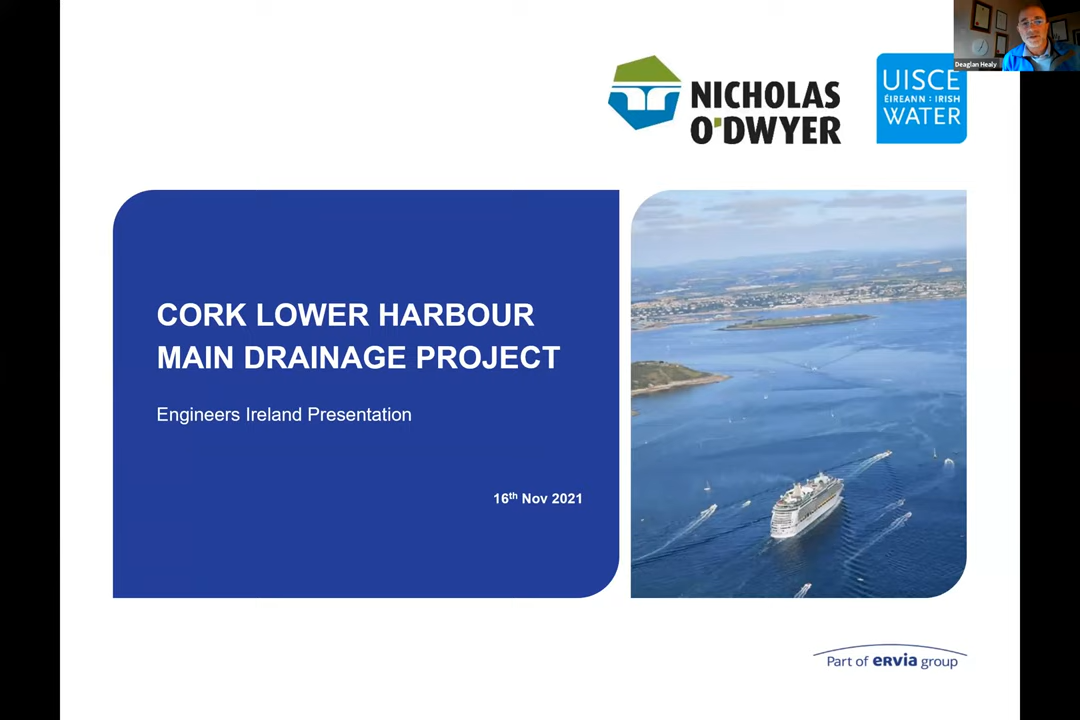 Deaglan Healy
NICHOLAS
O'DWYER
UISCE
ÉIREANN : IRISH
WATER
CORK LOWER HARBOUR
MAIN DRAINAGE PROJECT
Engineers Ireland Presentation
16th Nov 2021
Part of ervia group